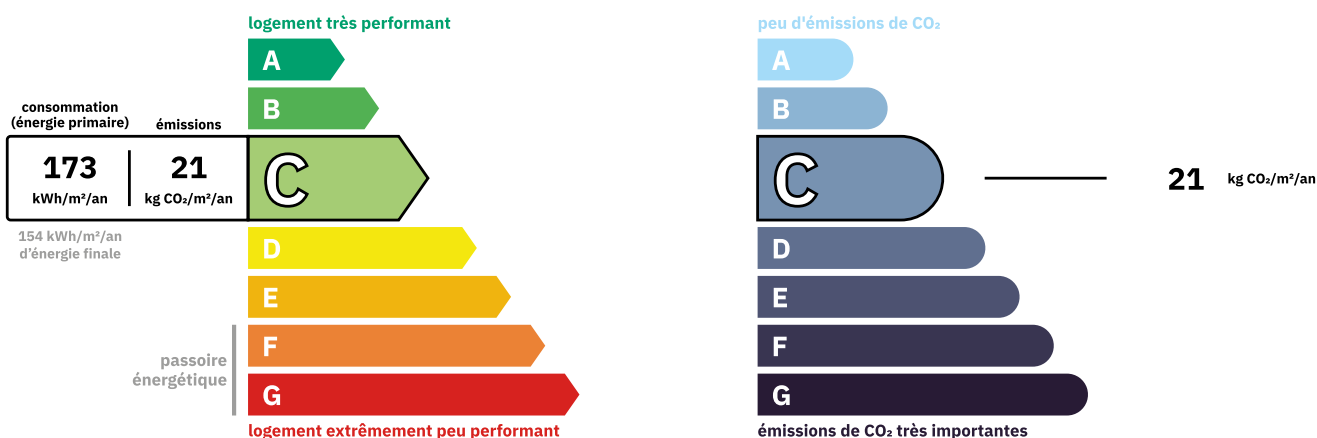 logement très performant
A
B
consommation
(énergie primaire)
émissions
173
kWh/m²/an
21
kg CO₂/m²/an
C
154 kWh/m²/an
d'énergie finale
D
E
passoire
énergétique
F
G
logement extrêmement peu performant
peu d'émissions de CO₂
A
B
C
21 kg CO₂/m²/an
D
E
F
G
émissions de CO₂ très importantes